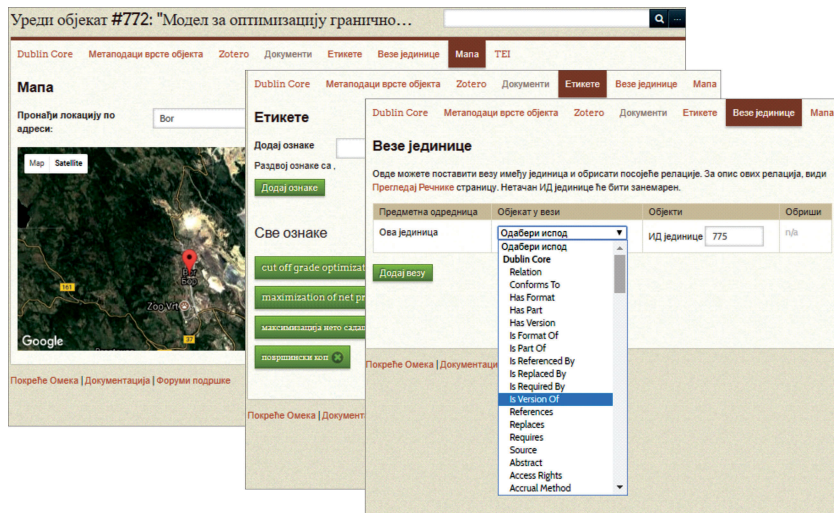 Уреди објекат #772: "Модел за оптимизацију гранично...
Dublin Core Метаподаци врсте објекта Zotero Документи Етикете Везе јединице Мапа TEI
Мапа
Пронађи локацију по
адреси:
Bor
Map Satellite
Бор
161
Zoo Vrt
37
Google
Покреће Омека | Документација | Форуми подршке
Dublin Core Метаподаци врсте објекта Zotero Документи Етикете Везе јединице Мапа
Етикете
Додај ознаке
Раздвој ознаке са ,
Додај ознаке
Све ознаке
cut off grade optimizat
maximization of net pr
максимизација нето садаш
површински коп
Покреће Омека | Документ
Dublin Core Метаподаци врсте објекта Zotero Документи Етикете Везе јединице Мапа
Везе јединице
Овде можете поставити везу имеђу јединица и обрисати посојеће релације. За опис ових релација, види
Прегледај Речнике страницу. Нетачан ИД јединице ће бити занемарен.
Предметна одредница Објекат у вези Објекти Обриши
Ова јединица Одабери испод ИД јединице 775 n/a
Додај везу
Одабери испод
Dublin Core
Relation
Conforms To
Has Format
Has Part
Has Version
Is Format Of
Is Part Of
Is Referenced By
Is Replaced By
Is Required By
Is Version Of
References
Replaces
Requires
Source
Abstract
Access Rights
Accrual Method
Покреће Омека | Документаци